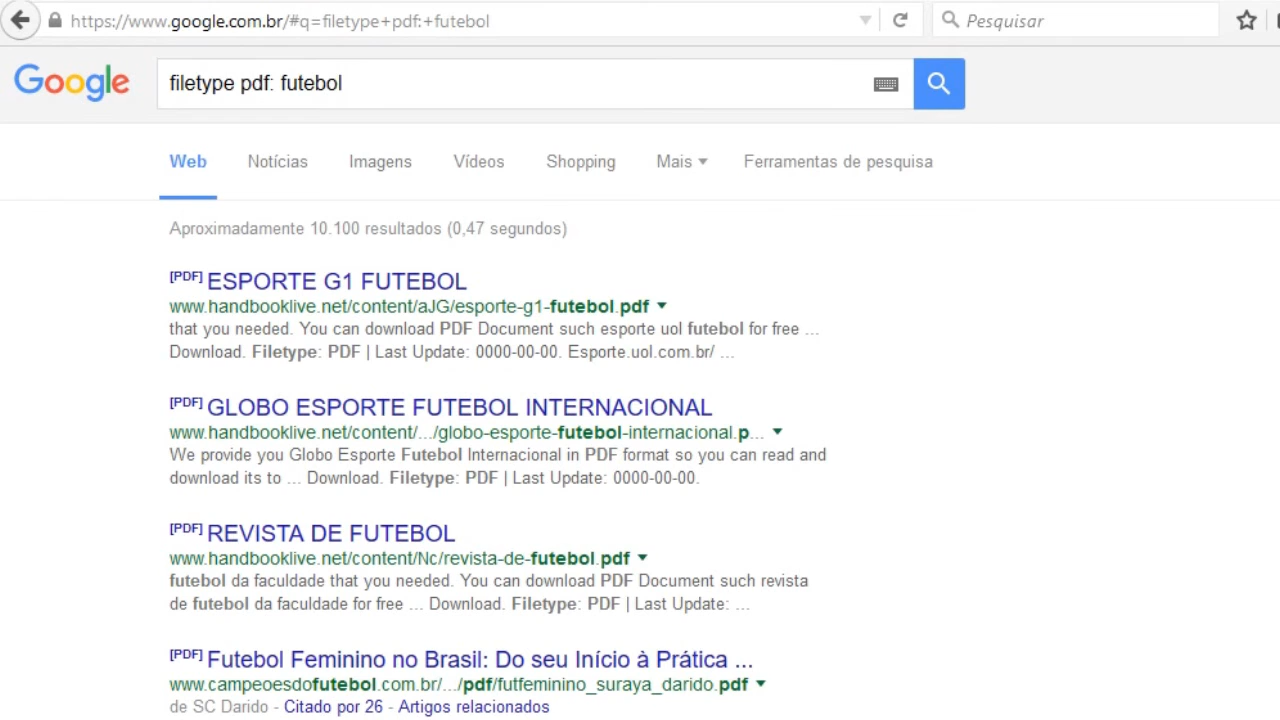 https://www.google.com.br/#q=filetype+pdf:+futebol
Pesquisar
Google
filetype pdf: futebol
Web Notícias Imagens Vídeos Shopping Mais Ferramentas de pesquisa
Aproximadamente 10.100 resultados (0,47 segundos)
[PDF] ESPORTE G1 FUTEBOL
www.handbooklive.net/content/aJG/esporte-g1-futebol.pdf
that you needed. You can download PDF Document such esporte uol futebol for free ...
Download. Filetype: PDF | Last Update: 0000-00-00. Esporte.uol.com.br/ ...
[PDF] GLOBO ESPORTE FUTEBOL INTERNACIONAL
www.handbooklive.net/content/.../globo-esporte-futebol-internacional.p...
We provide you Globo Esporte Futebol Internacional in PDF format so you can read and
download its to ... Download. Filetype: PDF | Last Update: 0000-00-00.
[PDF] REVISTA DE FUTEBOL
www.handbooklive.net/content/Nc/revista-de-futebol.pdf
futebol da faculdade that you needed. You can download PDF Document such revista
de futebol da faculdade for free ... Download. Filetype: PDF | Last Update: ...
[PDF] Futebol Feminino no Brasil: Do seu Início à Prática ...
www.campeoesdofutebol.com.br/.../pdf/futfeminino_suraya_darido.pdf
de SC Darido - Citado por 26 - Artigos relacionados